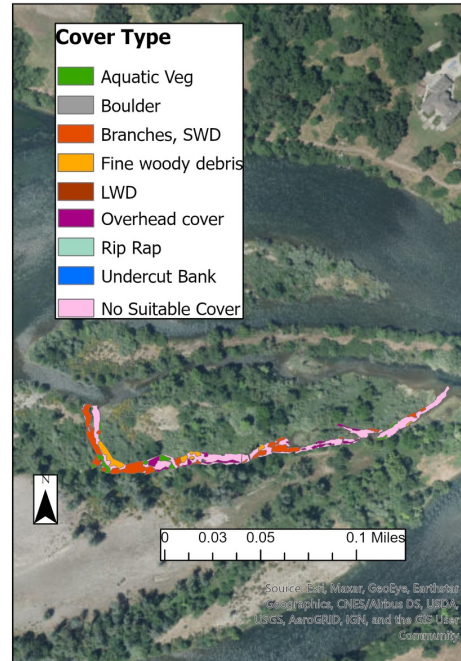 Cover Type
Aquatic Veg
Boulder
Branches, SWD
Fine woody debris
LWD
Overhead cover
Rip Rap
Undercut Bank
No Suitable Cover
N
0 0.03 0.05 0.1 Miles
Source: Esri, Maxar, GeoEye, Earthstar
Geographics, CNES/Airbus DS, USDA,
USGS, AeroGRID, IGN, and the GIS User
Community